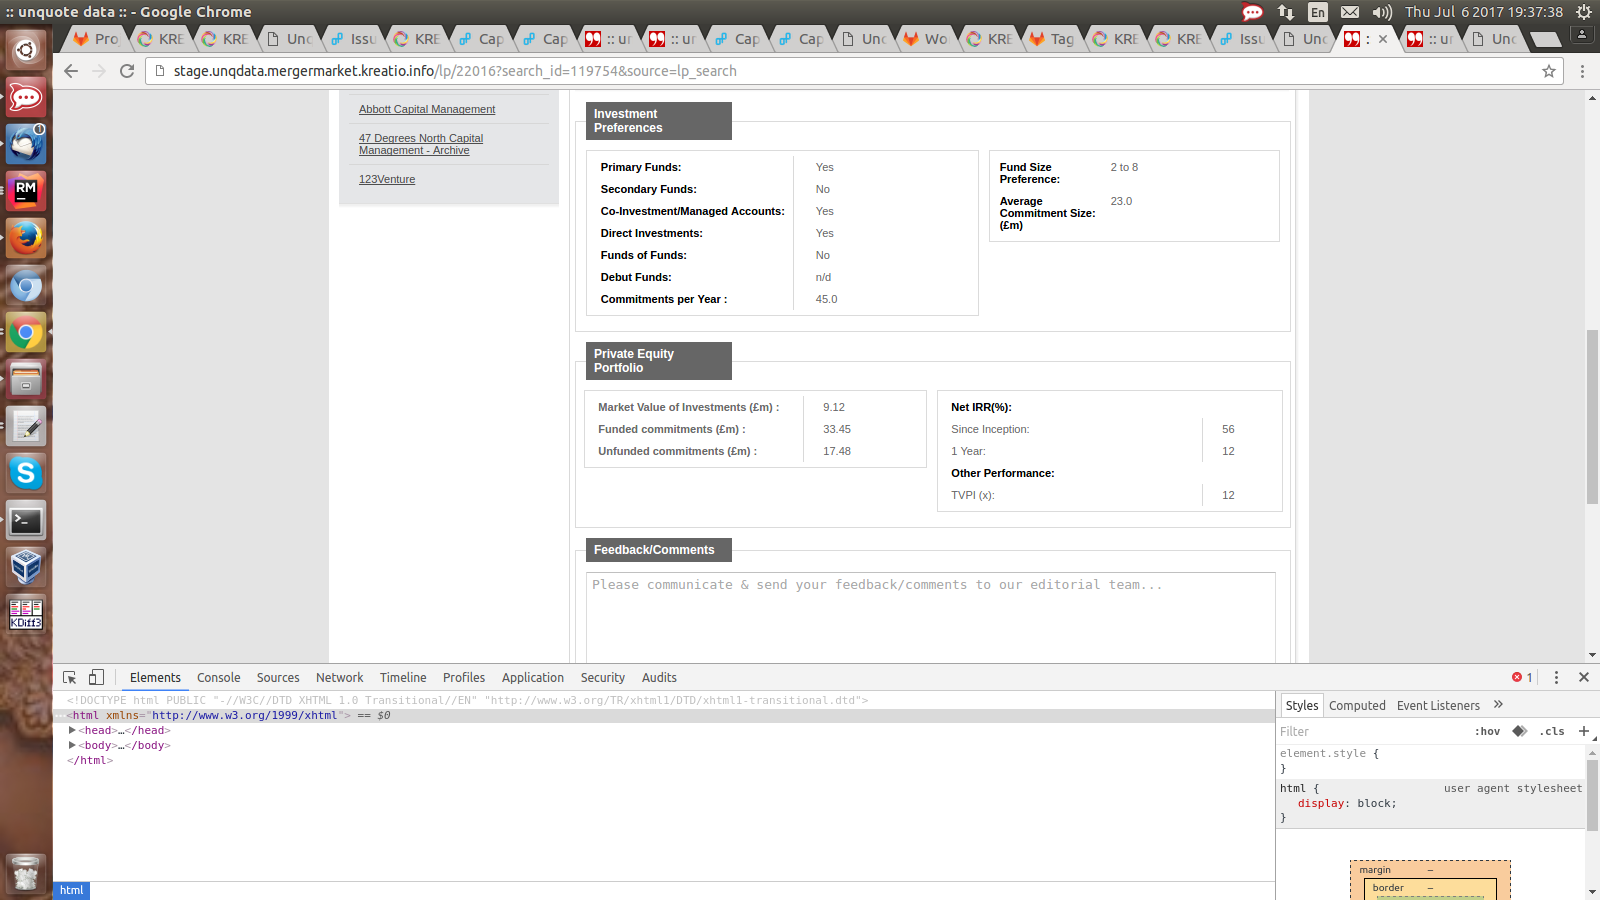 :: unquote data :: - Google Chrome
En
Thu Jul 6 2017 19:37:38
Pro
KRE
KRE
Unc
Issu
KRE
Cap
Cap
:: ur
:: ur
Cap
Cap
Unc
Wo
KRE
Tag
KRE
KRE
Issu
Unc
:
:: ur
Unc
stage.unqdata.mergermarket.kreatio.info/lp/22016?search_id=119754&source=lp_search
Abbott Capital Management
47 Degrees North Capital
Management - Archive
123Venture
Investment
Preferences
Primary Funds: Yes
Secondary Funds: No
Co-Investment/Managed Accounts: Yes
Direct Investments: Yes
Funds of Funds: No
Debut Funds: n/d
Commitments per Year : 45.0
Fund Size
Preference: 2 to 8
Average
Commitment Size:
(£m) 23.0
Private Equity
Portfolio
Market Value of Investments (£m) : 9.12
Funded commitments (£m) : 33.45
Unfunded commitments (£m) : 17.48
Net IRR(%):
Since Inception: 56
1 Year: 12
Other Performance:
TVPI (x): 12
Feedback/Comments
Please communicate & send your feedback/comments to our editorial team...
RM
1
S
KDiff3
Elements Console Sources Network Timeline Profiles Application Security Audits
1
<!DOCTYPE html PUBLIC "-//W3C//DTD XHTML 1.0 Transitional//EN" "http://www.w3.org/TR/xhtml1/DTD/xhtml1-transitional.dtd">
<html xmlns="http://www.w3.org/1999/xhtml"> == $0
<head>…</head>
<body>…</body>
</html>
html
Styles Computed Event Listeners »
Filter :hov .cls +
element.style {
}
html { user agent stylesheet
display: block;
}
margin –
border –